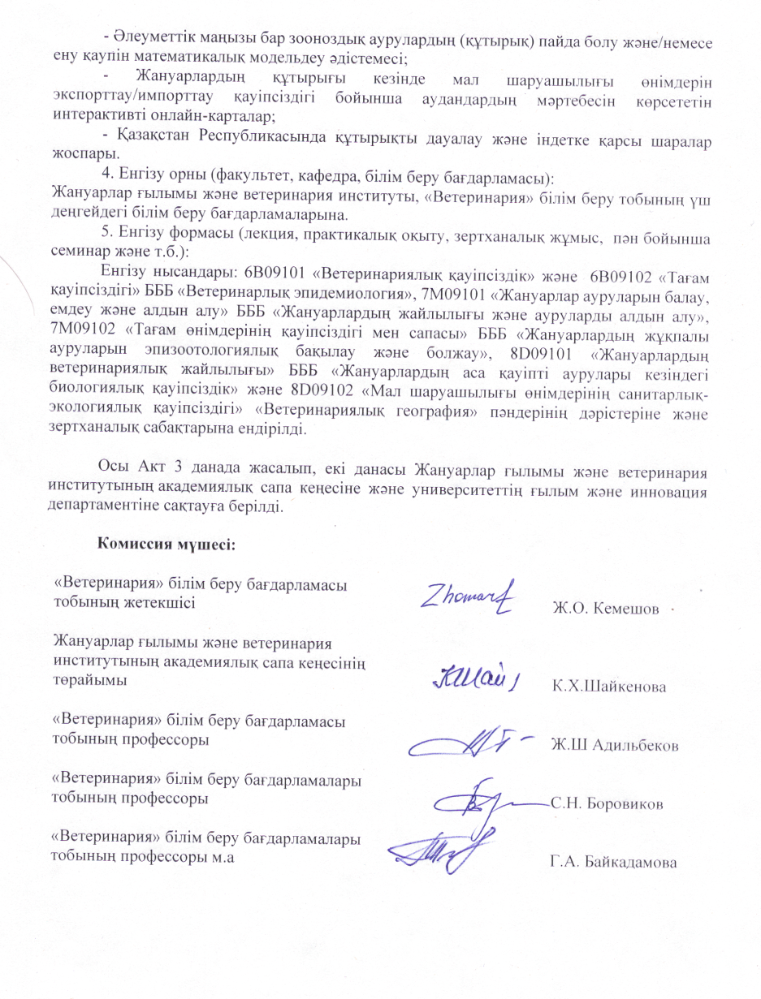 - Әлеуметтік маңызы бар зооноздық аурулардың (құтырық) пайда болу және/немесе
ену қаупін математикалық модельдеу әдістемесі;
- Жануарлардың құтырығы кезінде мал шаруашылығы өнімдерін
экспорттау/импорттау қауіпсіздігі бойынша аудандардың мәртебесін көрсететін
интерактивті онлайн-карталар;
- Қазақстан Республикасында құтырықты дауалау және індетке қарсы шаралар
жоспары.
4. Енгізу орны (факультет, кафедра, білім беру бағдарламасы):
Жануарлар ғылымы және ветеринария институты, «Ветеринария» білім беру тобының үш
деңгейдегі білім беру бағдарламаларына.
5. Енгізу формасы (лекция, практикалық оқыту, зертханалық жұмыс, пән бойынша
семинар және т.б.):
Енгізу нысандары: 6В09101 «Ветеринариялық қауіпсіздік» және 6В09102 «Тағам
қауіпсіздігі» БББ «Ветеринарлық эпидемиология», 7М09101 «Жануарлар ауруларын балау,
емдеу және алдын алу» БББ «Жануарлардың жайлылығы және ауруларды алдын алу»,
7М09102 «Тағам өнімдерінің қауіпсіздігі мен сапасы» БББ «Жануарлардың жұқпалы
ауруларын эпизоотологиялық бақылау және болжау», 8D09101 «Жануарлардың
ветеринариялық жайлылығы» БББ «Жануарлардың аса қауіпті аурулары кезіндегі
биологиялық қауіпсіздік» және 8D09102 «Мал шаруашылығы өнімдерінің санитарлық-
экологиялық қауіпсіздігі» «Ветеринариялық география» пәндерінің дәрістеріне және
зертханалық сабақтарына ендірілді.
Осы Акт 3 данада жасалып, екі данасы Жануарлар ғылымы және ветеринария
институтының академиялық сапа кеңесіне және университеттің ғылым және инновация
департаментіне сақтауға берілді.
Комиссия мүшесі:
«Ветеринария» білім беру бағдарламасы
тобының жетекшісі
Ж.О. Кемешов
Жануарлар ғылымы және ветеринария
институтының академиялық сапа кеңесінің
төрайымы
К.Х.Шайкенова
«Ветеринария» білім беру бағдарламасы
тобының профессоры
Ж.Ш Адильбеков
«Ветеринария» білім беру бағдарламалары
тобының профессоры
С.Н. Боровиков
«Ветеринария» білім беру бағдарламалары
тобының профессоры м.а
Г.А. Байкадамова